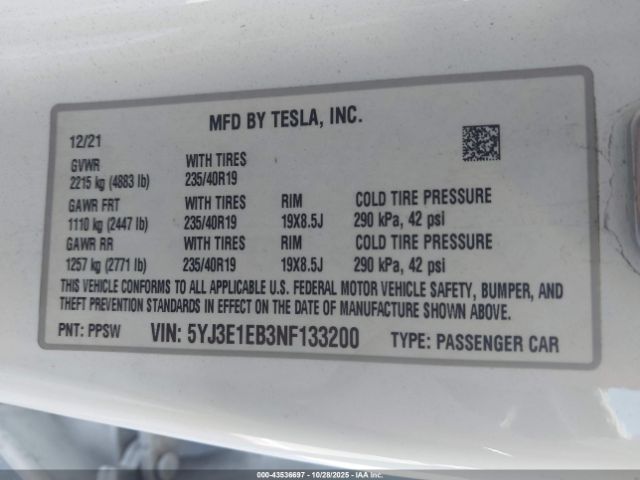 MFD BY TESLA, INC.
12/21
GVWR WITH TIRES
2215 kg (4883 lb) 235/40R19
GAWR FRT WITH TIRES RIM COLD TIRE PRESSURE
1110 kg (2447 lb) 235/40R19 19X8.5J 290 kPa, 42 psi
GAWR RR WITH TIRES RIM COLD TIRE PRESSURE
1257 kg (2771 lb) 235/40R19 19X8.5J 290 kPa, 42 psi
THIS VEHICLE CONFORMS TO ALL APPLICABLE U.S. FEDERAL MOTOR VEHICLE SAFETY, BUMPER, AND
THEFT PREVENTION STANDARDS IN EFFECT ON THE DATE OF MANUFACTURE SHOWN ABOVE.
PNT: PPSW VIN: 5YJ3E1EB3NF133200 TYPE: PASSENGER CAR
000-43536697 - 10/28/2025 - IAA Inc.